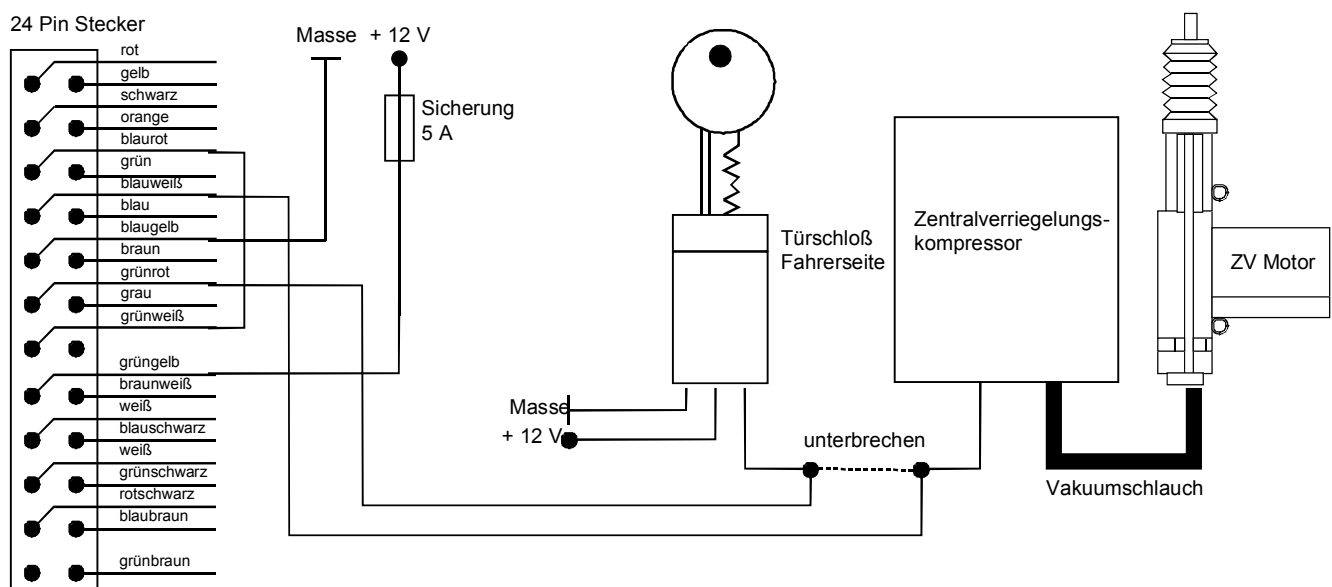 24 Pin Stecker
rot
gelb
schwarz
orange
blaurot
grün
blauweiß
blau
blaugelb
braun
grünrot
grau
grünweiß
grüngelb
braunweiß
weiß
blauschwarz
weiß
grünschwarz
rotschwarz
blaubraun
grünbraun
Masse + 12 V
Sicherung
5 A
Türschloß
Fahrerseite
Masse
+ 12 V
unterbrechen
Zentralverriegelungs-
kompressor
Vakuumschlauch
ZV Motor